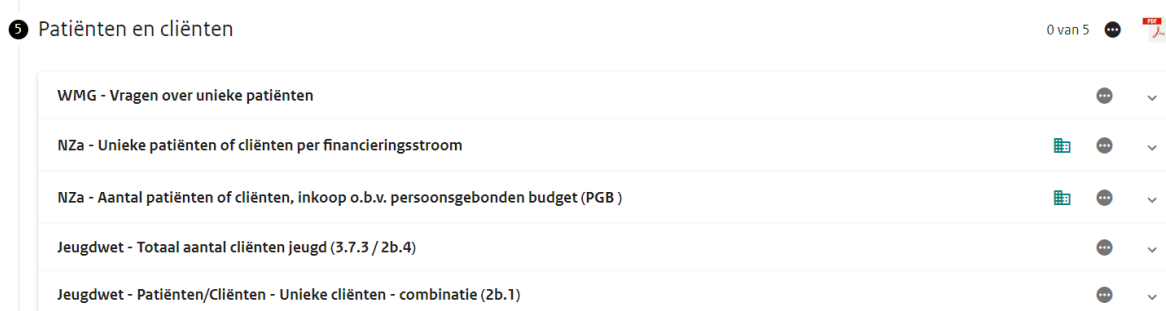 5 Patiënten en cliënten 0 van 5 PDF
WMG - Vragen over unieke patiënten
NZa - Unieke patiënten of cliënten per financieringsstroom
NZa - Aantal patiënten of cliënten, inkoop o.b.v. persoonsgebonden budget (PGB )
Jeugdwet - Totaal aantal cliënten jeugd (3.7.3 / 2b.4)
Jeugdwet - Patiënten/Cliënten - Unieke cliënten - combinatie (2b.1)